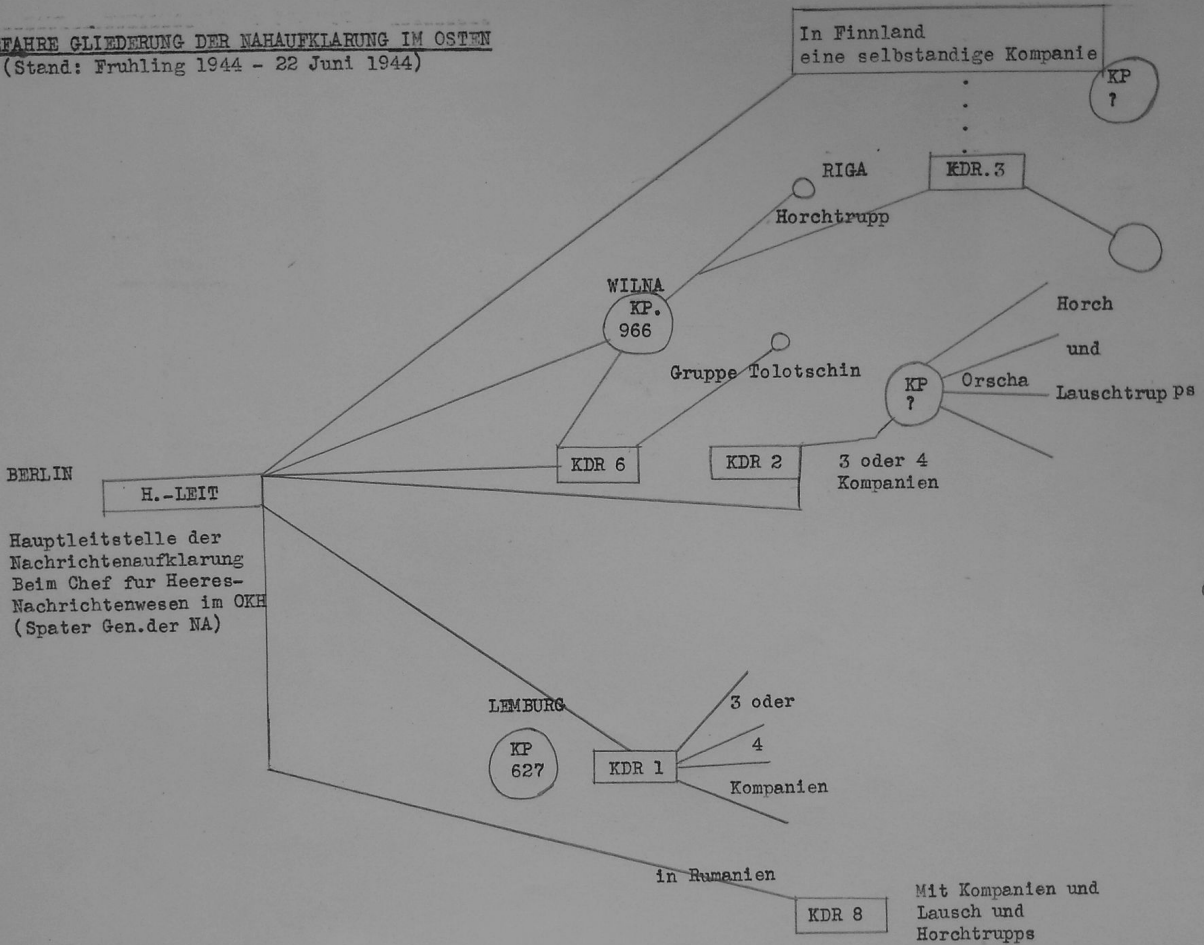 FAHRE GLIEDERUNG DER NAHAUFKLARUNG IM OSTEN
(Stand: Fruhling 1944 - 22 Juni 1944)
In Finnland
eine selbstandige Kompanie
KP
?
KDR.3
RIGA
Horchtrupp
WILNA
KP.
966
Gruppe Tolotschin
Horch
und
Lauschtrupps
KP
?
Orscha
KDR 6
KDR 2
3 oder 4
Kompanien
BERLIN
H.-LEIT
Hauptleitstelle der
Nachrichtenaufklarung
Beim Chef fur Heeres-
Nachrichtenwesen im OKH
(Spater Gen.der NA)
LEMBURG
KP
627
KDR 1
3 oder
4
Kompanien
in Rumanien
KDR 8
Mit Kompanien und
Lausch und
Horchtrupps